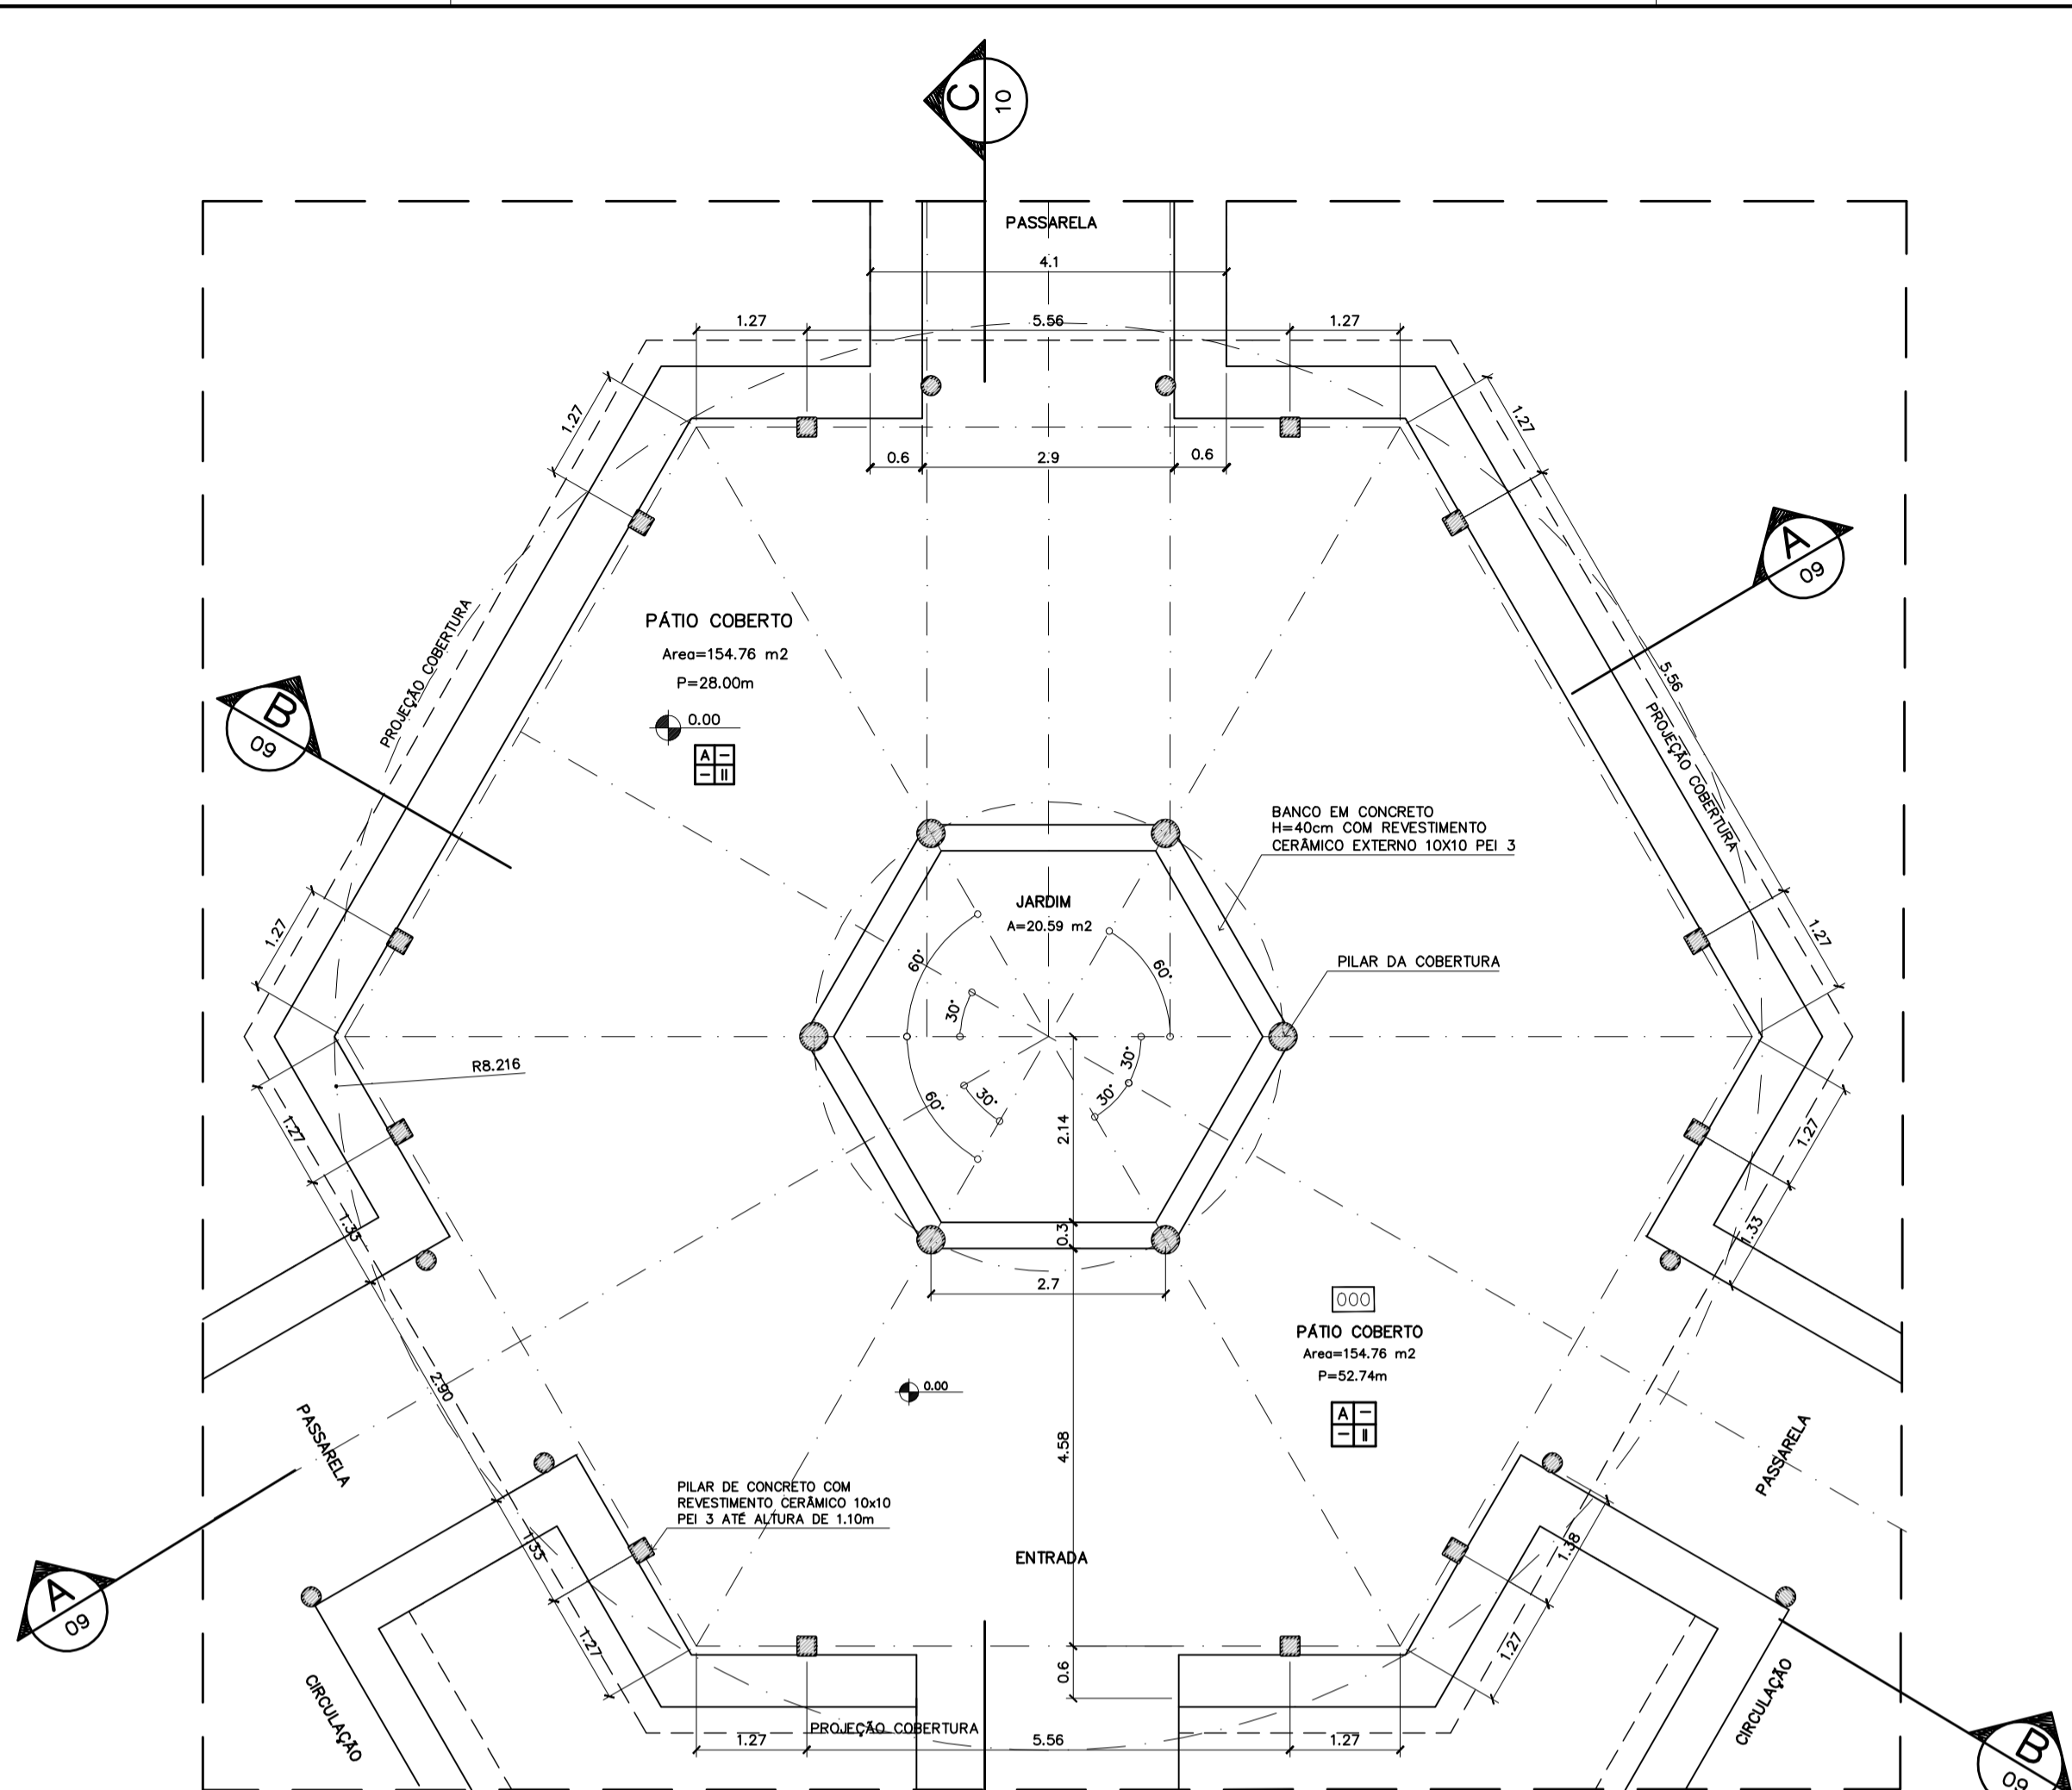 C
10
PASSARELA
4.1
1.27
5.56
1.27
1.27
1.27
0.6
2.9
0.6
A
09
PÁTIO COBERTO
Area=154.76 m2
P=28.00m
0.00
A –
– II
PROJEÇÃO COBERTURA
5.56
PROJEÇÃO COBERTURA
B
09
BANCO EM CONCRETO
H=40cm COM REVESTIMENTO
CERÂMICO EXTERNO 10X10 PEI 3
JARDIM
A=20.59 m2
1.27
1.27
60°
60°
PILAR DA COBERTURA
30°
R8.216
30°
60°
30°
30°
2.14
1.27
1.27
1.33
0.3
1.33
2.7
000
PÁTIO COBERTO
Area=154.76 m2
P=52.74m
0.00
A –
– II
2.90
PASSARELA
4.58
PASSARELA
PILAR DE CONCRETO COM
REVESTIMENTO CERÂMICO 10x10
PEI 3 ATÉ ALTURA DE 1.10m
1.33
ENTRADA
1.38
A
09
1.27
1.27
0.6
CIRCULAÇÃO
CIRCULAÇÃO
PROJEÇÃO COBERTURA
1.27
5.56
1.27
B
09